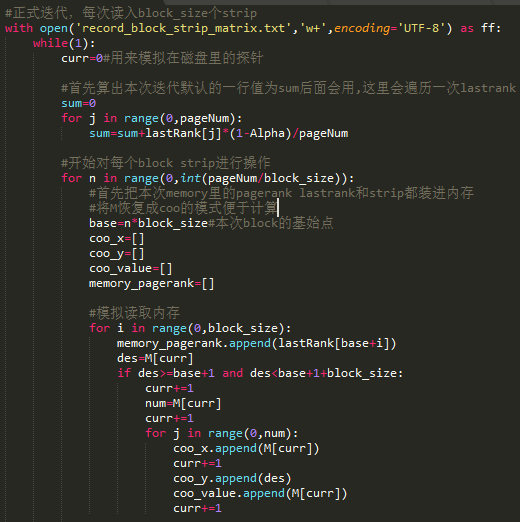 #正式迭代，每次读入block_size个strip
with open('record_block_strip_matrix.txt','w+',encoding='UTF-8') as ff:
    while(1):
        curr=0#用来模拟在磁盘里的探针

        #首先算出本次迭代默认的一行值为sum后面会用,这里会遍历一次lastrank
        sum=0
        for j in range(0,pageNum):
            sum=sum+lastRank[j]*(1-Alpha)/pageNum

        #开始对每个block strip进行操作
        for n in range(0,int(pageNum/block_size)):
            #首先把本次memory里的pagerank lastrank和strip都装进内存
            #将M恢复成coo的模式便于计算
            base=n*block_size#本次block的基始点
            coo_x=[]
            coo_y=[]
            coo_value=[]
            memory_pagerank=[]

            #模拟读取内存
            for i in range(0,block_size):
                memory_pagerank.append(lastRank[base+i])
                des=M[curr]
                if des>=base+1 and des<base+1+block_size:
                    curr+=1
                    num=M[curr]
                    curr+=1
                    for j in range(0,num):
                        coo_x.append(M[curr])
                        curr+=1
                        coo_y.append(des)
                        coo_value.append(M[curr])
                        curr+=1